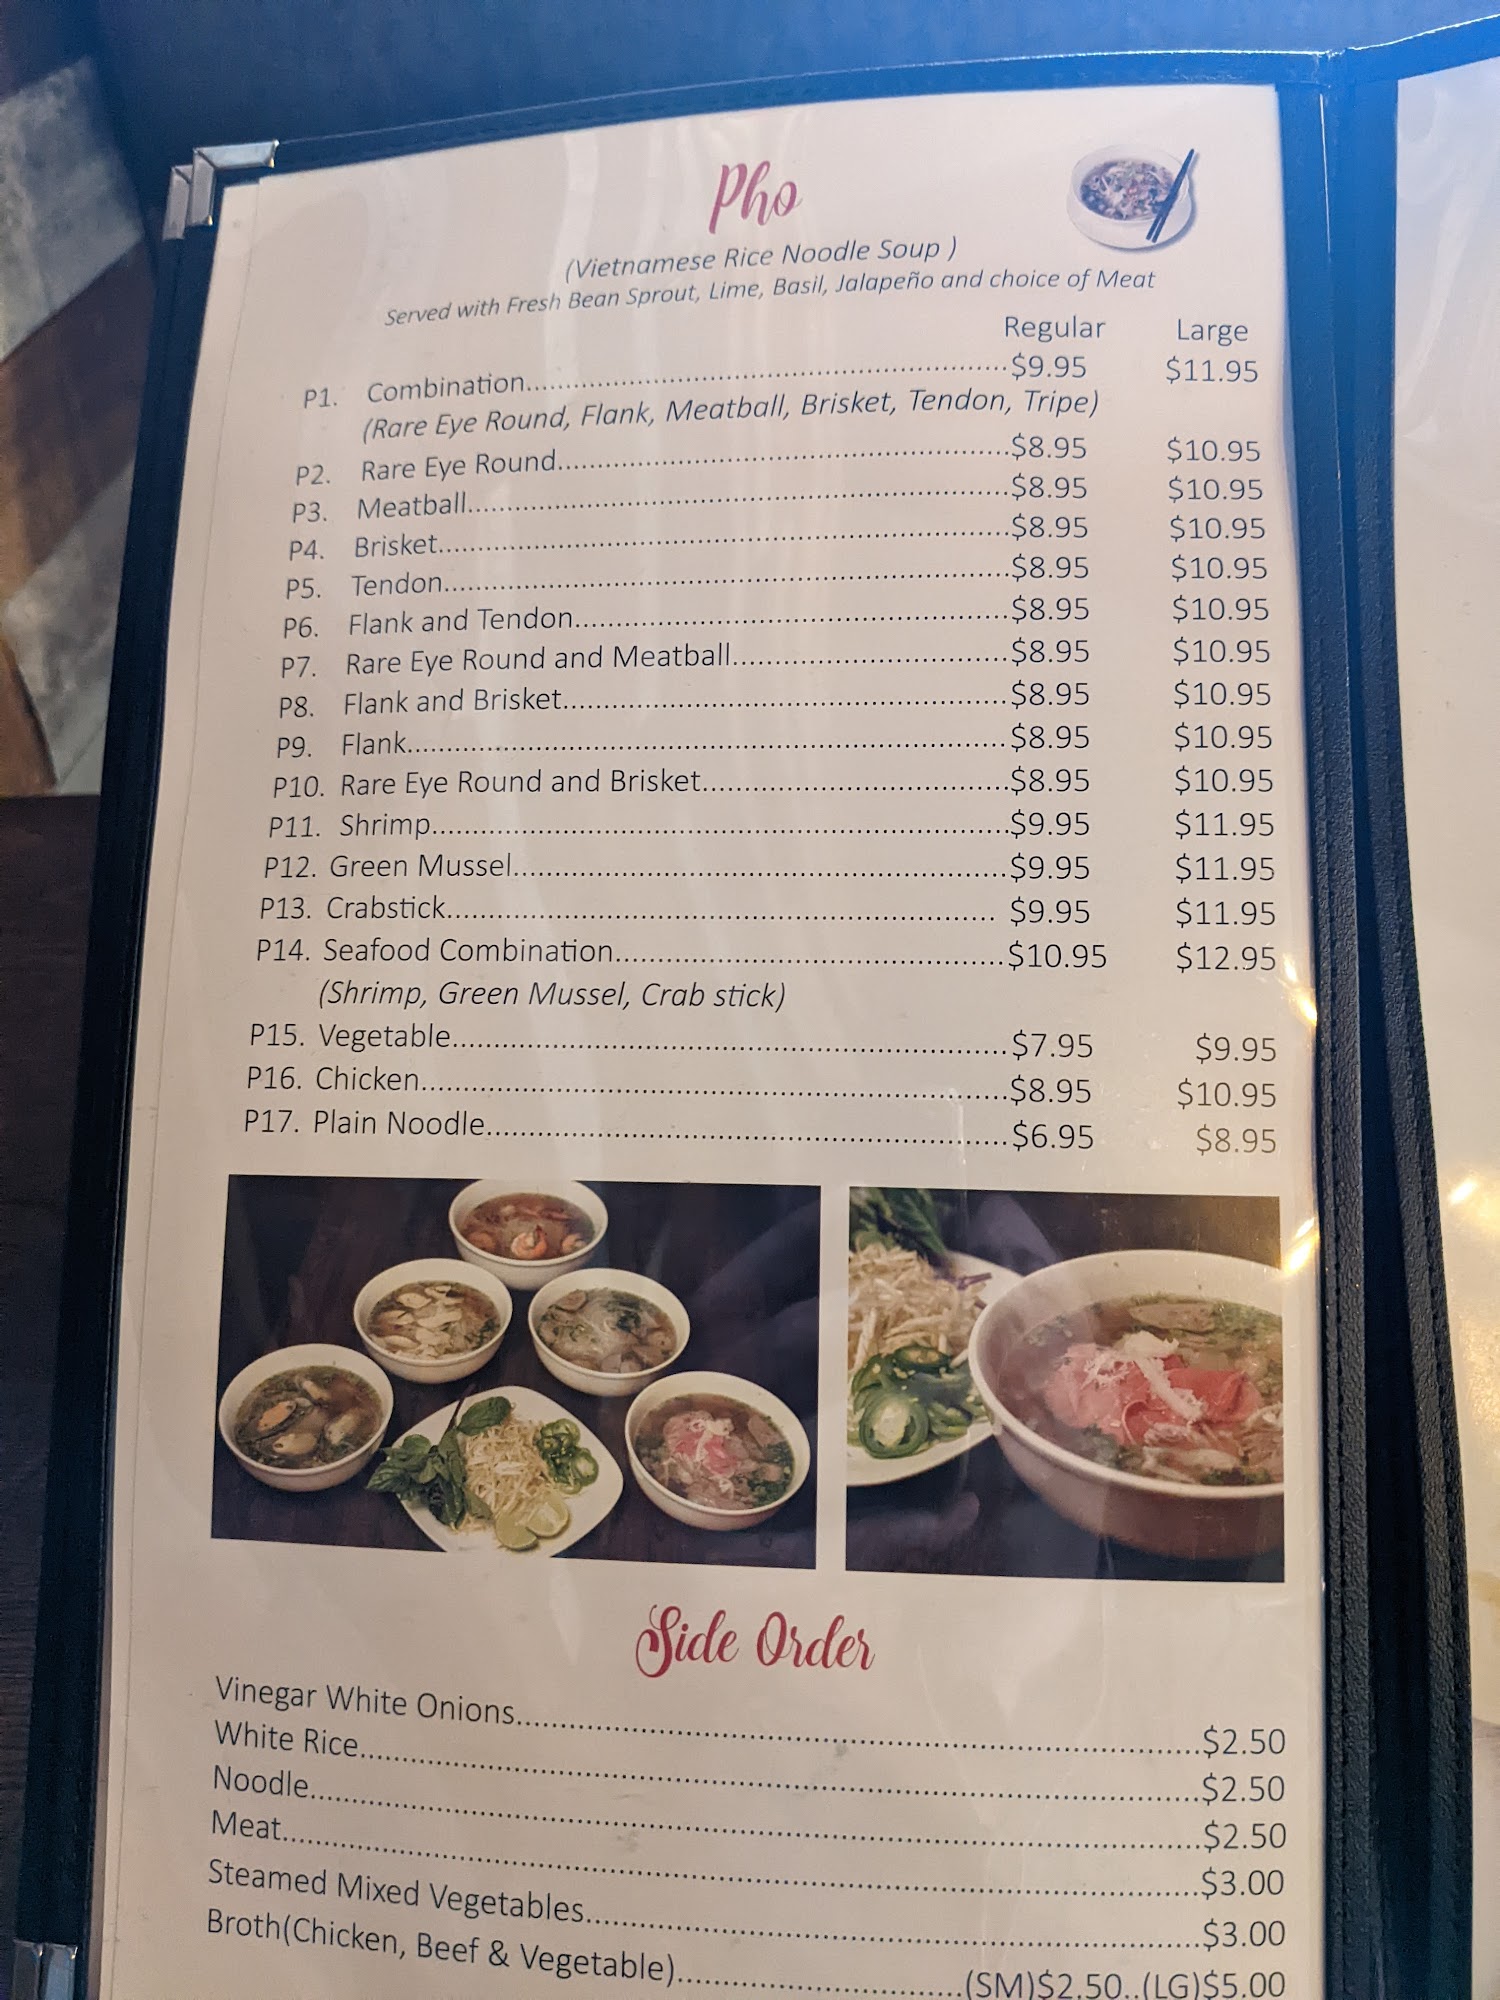 Pho
(Vietnamese Rice Noodle Soup )
Served with Fresh Bean Sprout, Lime, Basil, Jalapeño and choice of Meat
Regular Large
P1. Combination...$9.95 $11.95
(Rare Eye Round, Flank, Meatball, Brisket, Tendon, Tripe)
P2. Rare Eye Round...$8.95 $10.95
P3. Meatball...$8.95 $10.95
P4. Brisket...$8.95 $10.95
P5. Tendon...$8.95 $10.95
P6. Flank and Tendon...$8.95 $10.95
P7. Rare Eye Round and Meatball...$8.95 $10.95
P8. Flank and Brisket...$8.95 $10.95
P9. Flank...$8.95 $10.95
P10. Rare Eye Round and Brisket...$8.95 $10.95
P11. Shrimp...$9.95 $11.95
P12. Green Mussel...$9.95 $11.95
P13. Crabstick... $9.95 $11.95
P14. Seafood Combination...$10.95 $12.95
(Shrimp, Green Mussel, Crab stick)
P15. Vegetable...$7.95 $9.95
P16. Chicken...$8.95 $10.95
P17. Plain Noodle...$6.95 $8.95
Side Order
Vinegar White Onions...$2.50
White Rice...$2.50
Noodle...$2.50
Meat...$3.00
Steamed Mixed Vegetables...$3.00
Broth(Chicken, Beef & Vegetable)...(SM)$2.50..(LG)$5.00